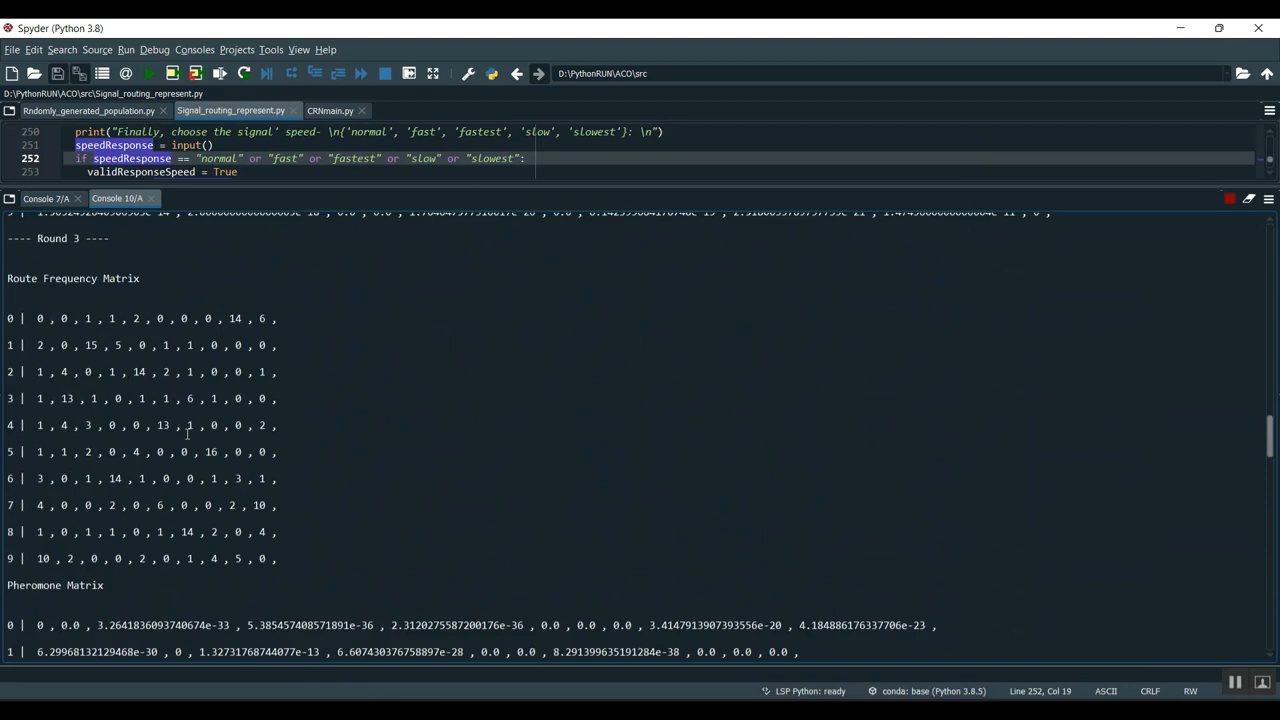 Spyder (Python 3.8)
File Edit Search Source Run Debug Consoles Projects Tools View Help
D:\PythonRUN\ACO\src
D:\PythonRUN\ACO\src\Signal_routing_represent.py
Rndomly_generated_population.py Signal_routing_represent.py CRNmain.py
250 print("Finally, choose the signal' speed- \n{'normal', 'fast', 'fastest', 'slow', 'slowest'}: \n")
251 speedResponse = input()
252 if speedResponse == "normal" or "fast" or "fastest" or "slow" or "slowest":
253 validResponseSpeed = True
Console 7/A Console 10/A
---- Round 3 ----
Route Frequency Matrix
0 | 0 , 0 , 1 , 1 , 2 , 0 , 0 , 0 , 14 , 6 ,
1 | 2 , 0 , 15 , 5 , 0 , 1 , 1 , 0 , 0 , 0 ,
2 | 1 , 4 , 0 , 1 , 14 , 2 , 1 , 0 , 0 , 1 ,
3 | 1 , 13 , 1 , 0 , 1 , 1 , 6 , 1 , 0 , 0 ,
4 | 1 , 4 , 3 , 0 , 0 , 13 , 1 , 0 , 0 , 2 ,
5 | 1 , 1 , 2 , 0 , 4 , 0 , 0 , 16 , 0 , 0 ,
6 | 3 , 0 , 1 , 14 , 1 , 0 , 0 , 1 , 3 , 1 ,
7 | 4 , 0 , 0 , 2 , 0 , 6 , 0 , 0 , 2 , 10 ,
8 | 1 , 0 , 1 , 1 , 0 , 1 , 14 , 2 , 0 , 4 ,
9 | 10 , 2 , 0 , 0 , 2 , 0 , 1 , 4 , 5 , 0 ,
Pheromone Matrix
0 | 0 , 0.0 , 3.2641836093740674e-33 , 5.385457408571891e-36 , 2.3120275587200176e-36 , 0.0 , 0.0 , 0.0 , 3.4147913907393556e-20 , 4.184886176337706e-23 ,
1 | 6.29968132129468e-30 , 0 , 1.32731768744077e-13 , 6.607430376758897e-28 , 0.0 , 0.0 , 8.291399635191284e-38 , 0.0 , 0.0 , 0.0 ,
LSP Python: ready conda: base (Python 3.8.5) Line 252, Col 19 ASCII CRLF RW